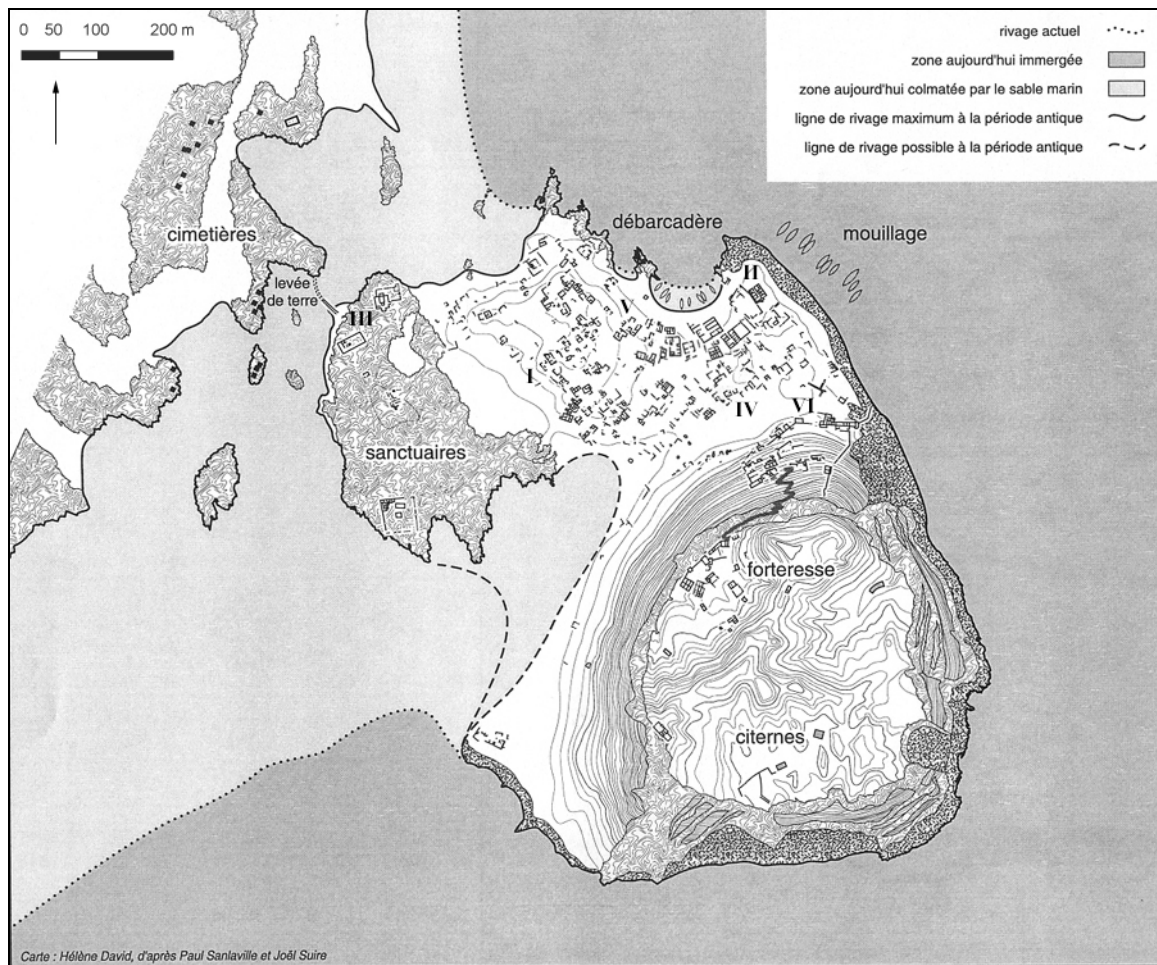 0 50 100 200 m
rivage actuel
zone aujourd'hui immergée
zone aujourd'hui colmatée par le sable marin
ligne de rivage maximum à la période antique
ligne de rivage possible à la période antique
débarcadère
mouillage
cimetières
levée
de terre
II
III
V
I
IV
VI
sanctuaires
forteresse
citernes
Carte : Hélène David, d'après Paul Sanlaville et Joël Suire